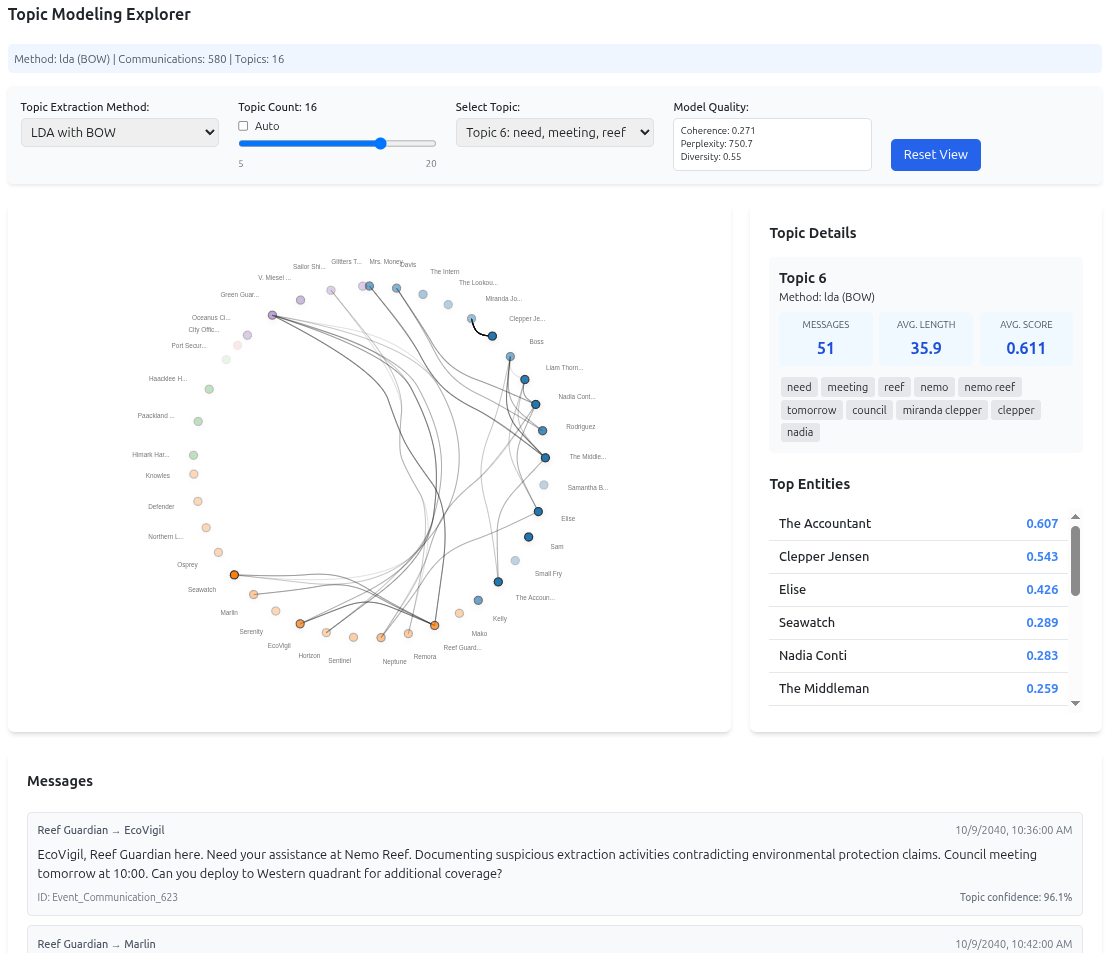 Topic Modeling Explorer
Method: lda (BOW) | Communications: 580 | Topics: 16
Topic Extraction Method:
LDA with BOW
Topic Count: 16
Auto
5
20
Select Topic:
Topic 6: need, meeting, reef
Model Quality:
Coherence: 0.271
Perplexity: 750.7
Diversity: 0.55
Reset View
Glitters T...
Mrs. Money
Davis
Sailor Shi...
The Intern
V. Miesel ...
The Lookou...
Green Guar...
Miranda Jo...
Oceanus Ci...
Clepper Je...
City Offic...
Port Secur...
Boss
Liam Thorn...
Haacklee H...
Nadia Cont...
Paackland ...
Rodriguez
Himark Har...
The Middle...
Knowles
Samantha B...
Defender
Elise
Northern L...
Sam
Osprey
Small Fry
Seawatch
The Accoun...
Marlin
Kelly
Serenity
Mako
EcoVigil
Reef Guard...
Horizon
Remora
Sentinel
Neptune
Topic Details
Topic 6
Method: lda (BOW)
MESSAGES
51
AVG. LENGTH
35.9
AVG. SCORE
0.611
need
meeting
reef
nemo
nemo reef
tomorrow
council
miranda clepper
clepper
nadia
Top Entities
The Accountant 0.607
Clepper Jensen 0.543
Elise 0.426
Seawatch 0.289
Nadia Conti 0.283
The Middleman 0.259
Messages
Reef Guardian → EcoVigil
10/9/2040, 10:36:00 AM
EcoVigil, Reef Guardian here. Need your assistance at Nemo Reef. Documenting suspicious extraction activities contradicting environmental protection claims. Council meeting
tomorrow at 10:00. Can you deploy to Western quadrant for additional coverage?
ID: Event_Communication_623
Topic confidence: 96.1%
Reef Guardian → Marlin
10/9/2040, 10:42:00 AM